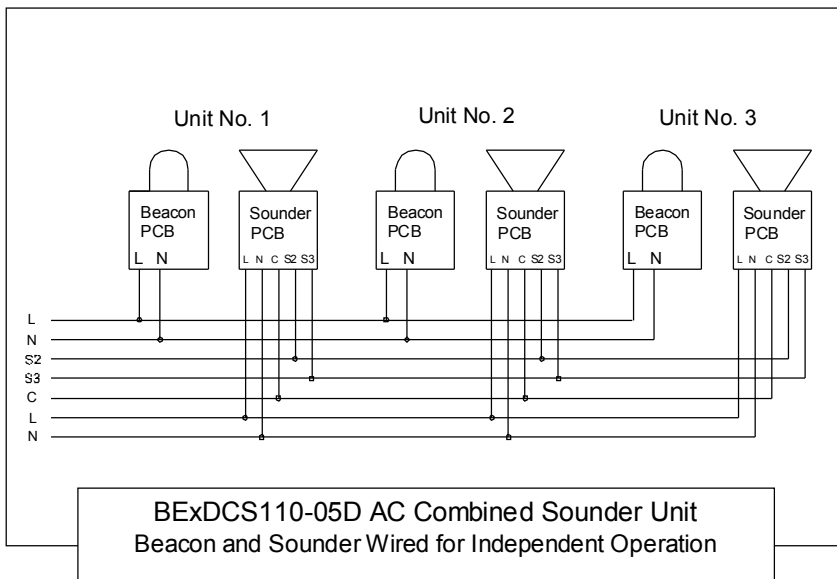 Unit No. 1
Unit No. 2
Unit No. 3
Beacon
PCB
L N
Sounder
PCB
L N C S2 S3
Beacon
PCB
L N
Sounder
PCB
L N C S2 S3
Beacon
PCB
L N
Sounder
PCB
L N C S2 S3
L
N
S2
S3
C
L
N
BExDCS110-05D AC Combined Sounder Unit
Beacon and Sounder Wired for Independent Operation